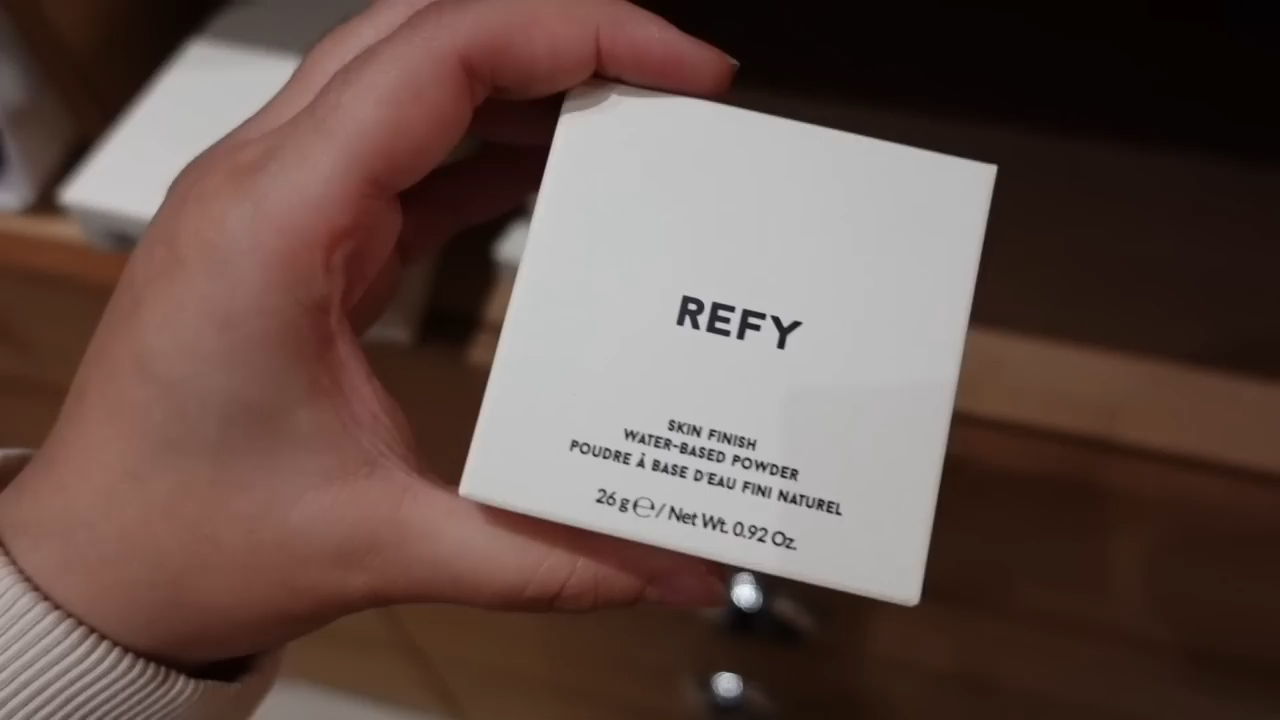 REFY
SKIN FINISH
WATER-BASED POWDER
POUDRE À BASE D'EAU FINI NATUREL
26 g ℮ / Net Wt. 0.92 Oz.